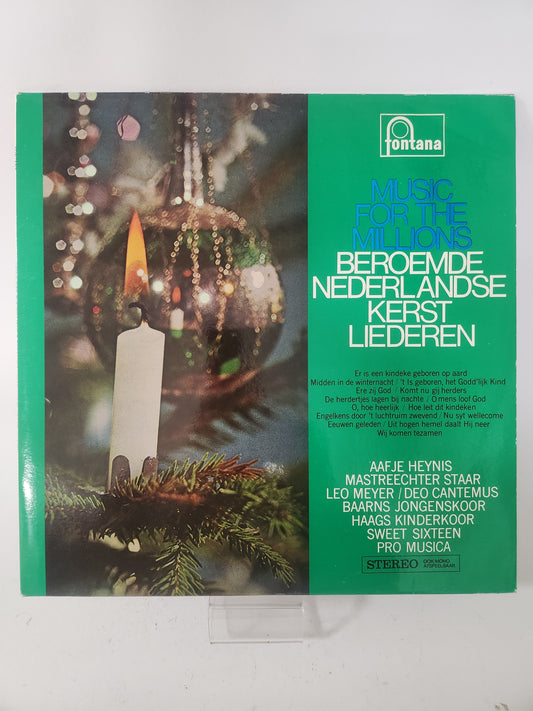 fontana
MUSIC
FOR THE
MILLIONS
BEROEMDE
NEDERLANDSE
KERST
LIEDEREN
Er is een kindeke geboren op aard
Midden in de winternacht / 't Is geboren, het Godd'lijk Kind
Ere zij God / Komt nu gij herders
De herdertjes lagen bij nachte / O mens loof God
O, hoe heerlijk / Hoe leit dit kindeken
Engelkens door 't luchtruim zwevend / Nu syt wellecome
Eeuwen geleden / Uit hogen hemel daalt Hij neer
Wij komen tezamen
AAFJE HEYNIS
MASTREECHTER STAAR
LEO MEYER / DEO CANTEMUS
BAARNS JONGENSKOOR
HAAGS KINDERKOOR
SWEET SIXTEEN
PRO MUSICA
STEREO OOK MONO
AFSPEELBAAR